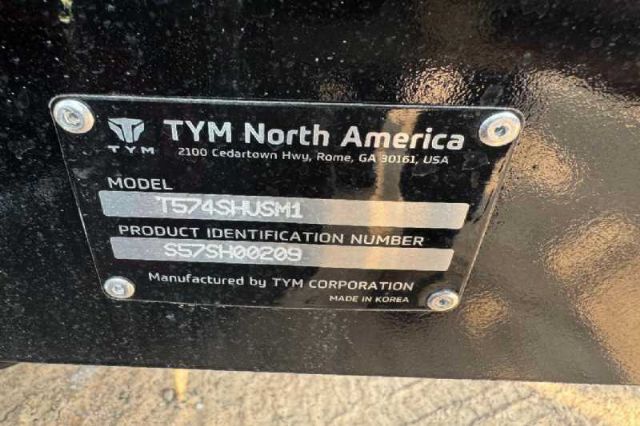 TYM
TYM North America
2100 Cedartown Hwy, Rome, GA 30161, USA
MODEL
T574SHUSM1
PRODUCT IDENTIFICATION NUMBER
S57SH00209
Manufactured by TYM CORPORATION
MADE IN KOREA